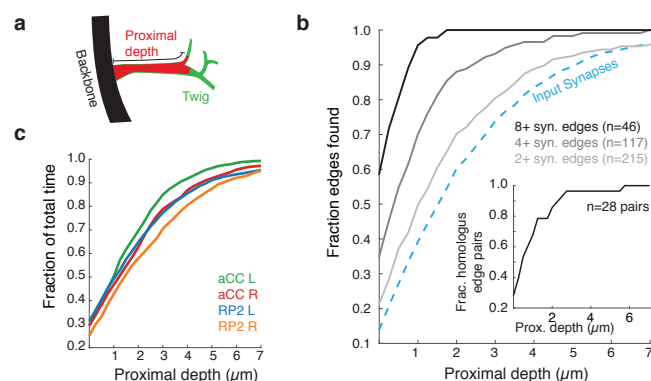 a
Proximal
depth
Backbone
Twig
b
Fraction edges found
1.0
0.9
0.8
0.7
0.6
0.5
0.4
0.3
0.2
0.1
0
1
2
3
4
5
6
7
Proximal depth (μm)
Input Synapses
8+ syn. edges (n=46)
4+ syn. edges (n=117)
2+ syn. edges (n=215)
Frac. homologus
edge pairs
1.0
0.8
0.6
0.4
0.2
0
n=28 pairs
2
4
6
Prox. depth (μm)
c
Fraction of total time
1.0
0.9
0.8
0.7
0.6
0.5
0.4
0.3
0.2
1
2
3
4
5
6
7
Proximal depth (μm)
aCC L
aCC R
RP2 L
RP2 R